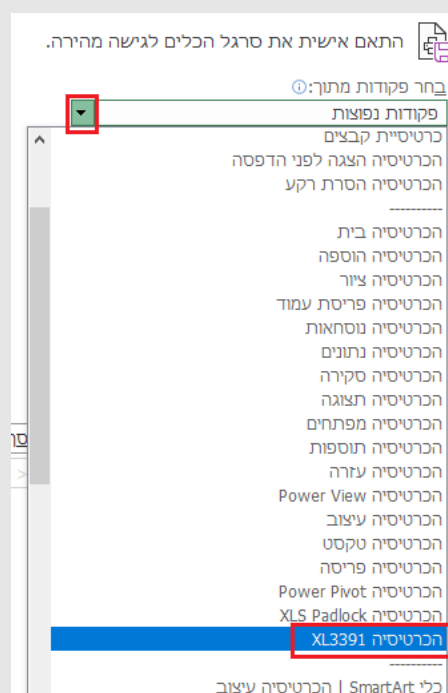 התאם אישית את סרגל הכלים לגישה מהירה.
בחר פקודות מתוך:
פקודות נפוצות
כרטיסיית קבצים
הכרטיסיה הצגה לפני הדפסה
הכרטיסיה הסרת רקע
----------
הכרטיסיה בית
הכרטיסיה הוספה
הכרטיסיה ציור
הכרטיסיה פריסת עמוד
הכרטיסיה נוסחאות
הכרטיסיה נתונים
הכרטיסיה סקירה
הכרטיסיה תצוגה
הכרטיסיה מפתחים
הכרטיסיה תוספות
הכרטיסיה עזרה
הכרטיסיה Power View
הכרטיסיה עיצוב
הכרטיסיה טקסט
הכרטיסיה פריסה
הכרטיסיה Power Pivot
הכרטיסיה XLS Padlock
הכרטיסיה XL3391
----------
כלי SmartArt | הכרטיסיה עיצוב